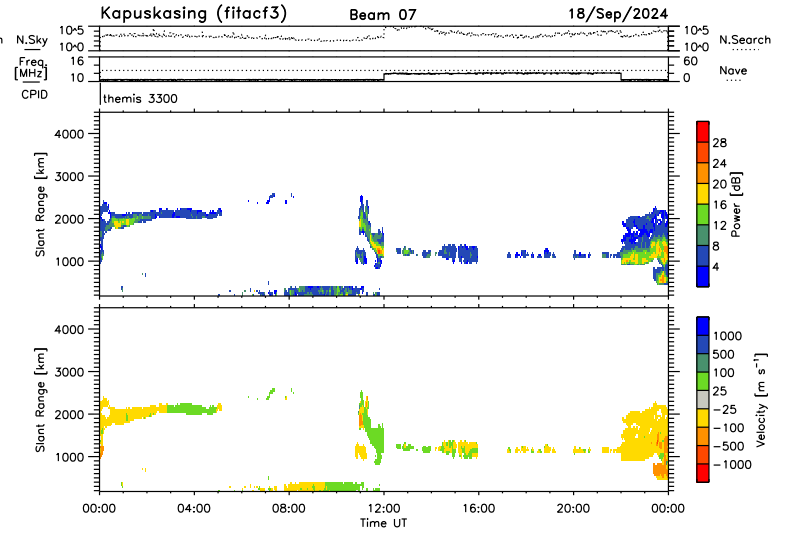 Kapuskasing (fitacf3) Beam 07 18/Sep/2024
N.Sky 10^5 10^0 10^5 10^0 N.Search
Freq. [MHz] 16 10 60 0 Nave
CPID themis 3300
Slant Range [km] 4000 3000 2000 1000
Power [dB] 28 24 20 16 12 8 4
Slant Range [km] 4000 3000 2000 1000
Velocity [m s⁻¹] 1000 500 100 25 −25 −100 −500 −1000
00:00 04:00 08:00 12:00 16:00 20:00 00:00
Time UT